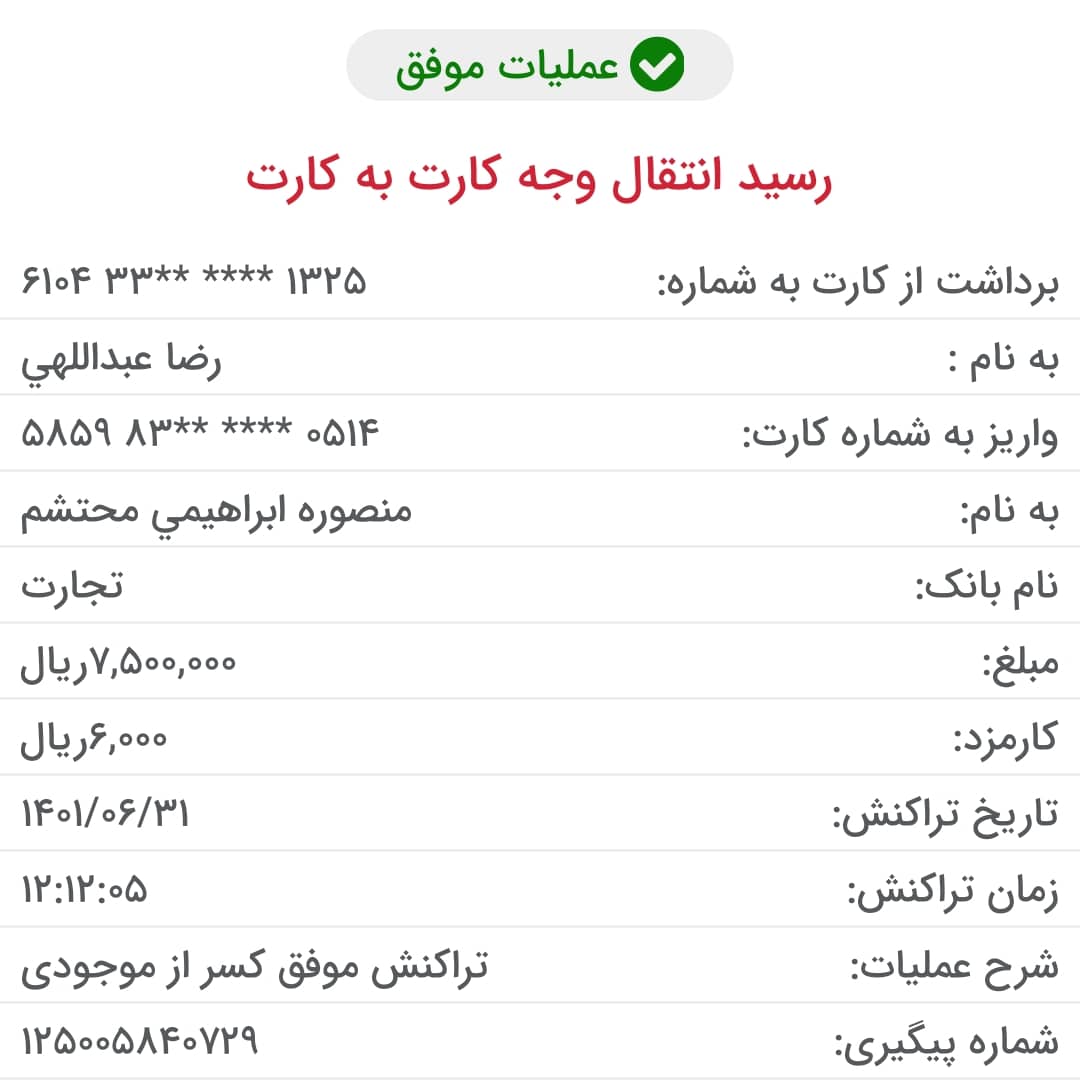 عملیات موفق
رسید انتقال وجه کارت به کارت
برداشت از کارت به شماره: ۶۱۰۴ ۳۳** **** ۱۳۲۵
به نام : رضا عبداللهي
واریز به شماره کارت: ۵۸۵۹ ۸۳** **** ۰۵۱۴
به نام: منصوره ابراهيمي محتشم
نام بانک: تجارت
مبلغ: ۷,۵۰۰,۰۰۰ریال
کارمزد: ۶,۰۰۰ریال
تاریخ تراکنش: ۱۴۰۱/۰۶/۳۱
زمان تراکنش: ۱۲:۱۲:۰۵
شرح عملیات: تراکنش موفق کسر از موجودی
شماره پیگیری: ۱۲۵۰۰۵۸۴۰۷۲۹